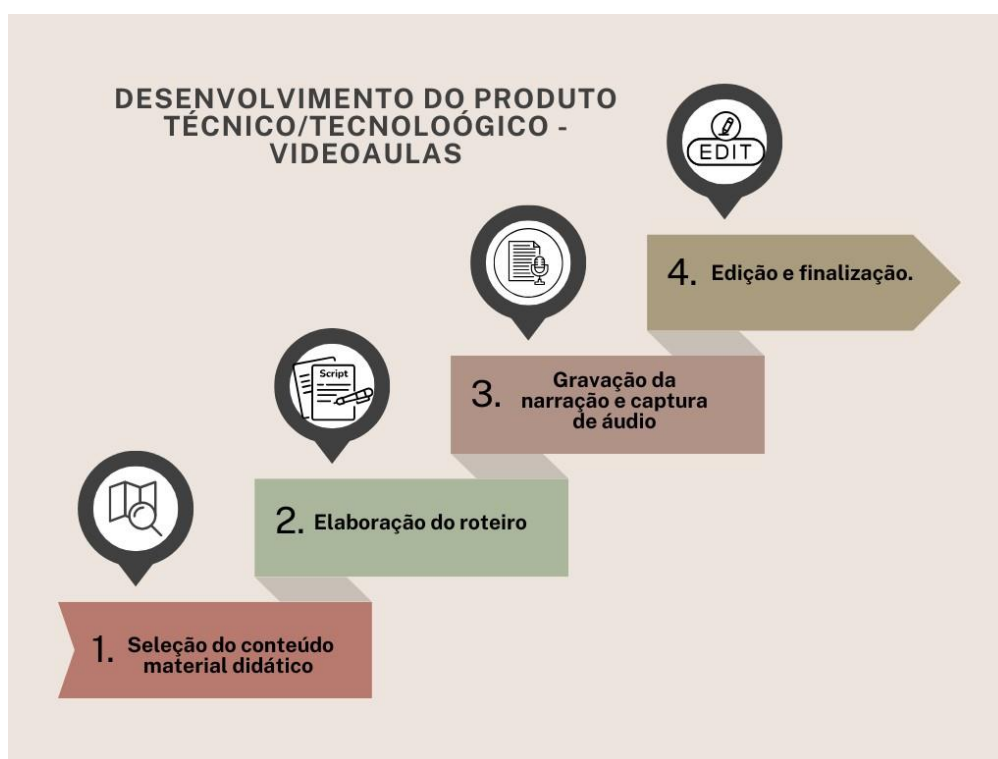 DESENVOLVIMENTO DO PRODUTO
TÉCNICO/TECNOLOÓGICO -
VIDEOAULAS
EDIT
4. Edição e finalização.
3. Gravação da
narração e captura
de áudio
Script
2. Elaboração do roteiro
1. Seleção do conteúdo
material didático